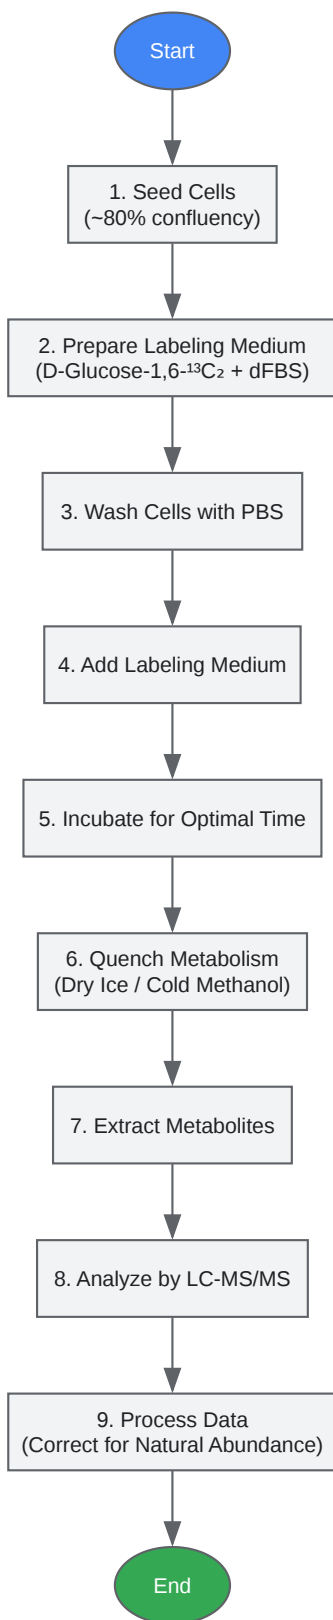 Start
1. Seed Cells
(~80% confluency)
2. Prepare Labeling Medium
(D-Glucose-1,6-¹³C₂ + dFBS)
3. Wash Cells with PBS
4. Add Labeling Medium
5. Incubate for Optimal Time
6. Quench Metabolism
(Dry Ice / Cold Methanol)
7. Extract Metabolites
8. Analyze by LC-MS/MS
9. Process Data
(Correct for Natural Abundance)
End